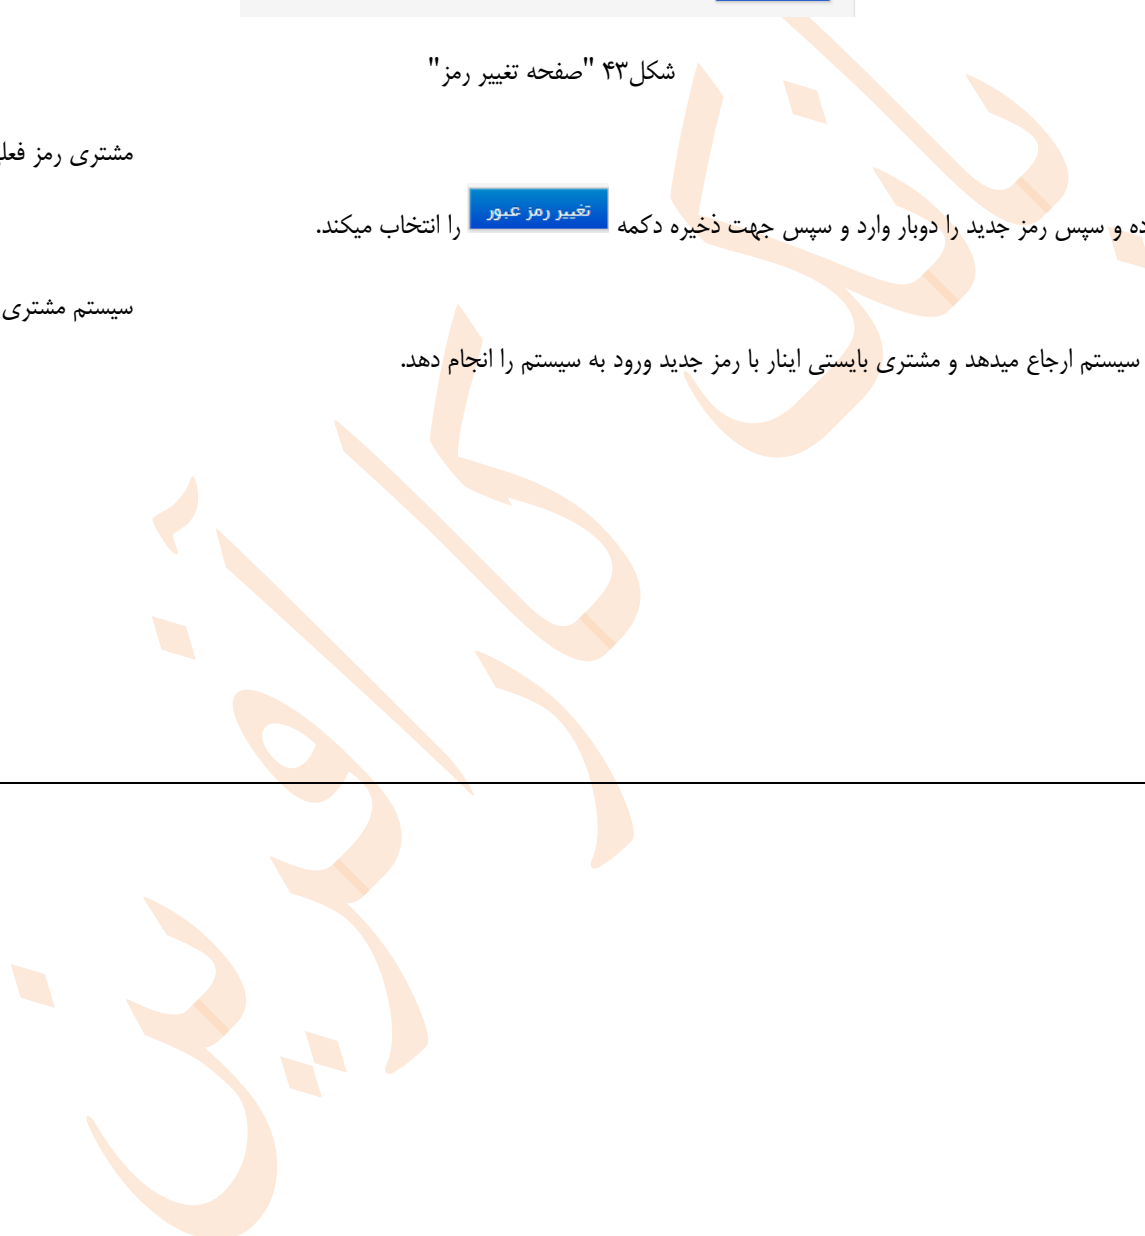 شکل۴۳ "صفحه تغییر رمز"
مشتری رمز
و سپس رمز جدید را دوبار وارد و سپس جهت ذخیره دکمه تغییر رمز عبور را انتخاب میکند.
سیستم مشتری
سیستم ارجاع میدهد و مشتری بایستی اینار با رمز جدید ورود به سیستم را انجام دهد.
بانک کارآفرین